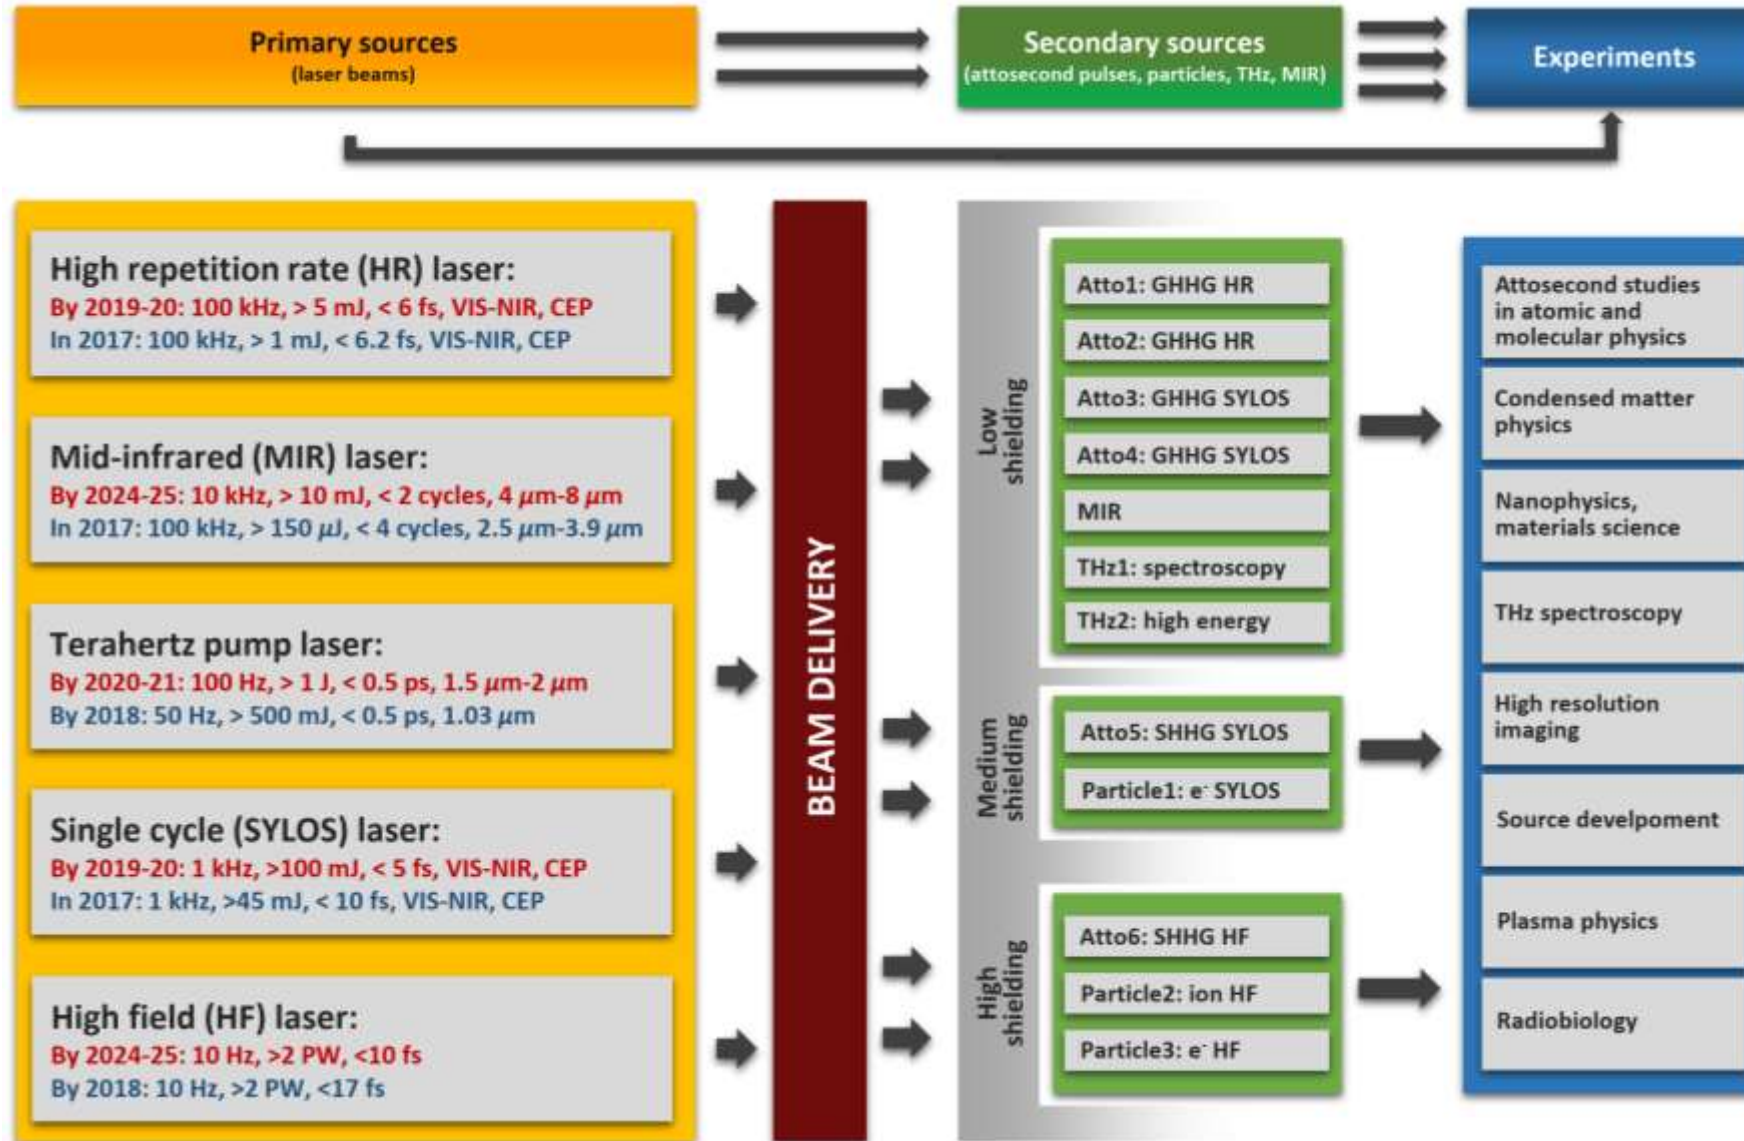 Primary sources
(laser beams)
Secondary sources
(attosecond pulses, particles, THz, MIR)
Experiments
High repetition rate (HR) laser:
By 2019-20: 100 kHz, > 5 mJ, < 6 fs, VIS-NIR, CEP
In 2017: 100 kHz, > 1 mJ, < 6.2 fs, VIS-NIR, CEP
Mid-infrared (MIR) laser:
By 2024-25: 10 kHz, > 10 mJ, < 2 cycles, 4 µm-8 µm
In 2017: 100 kHz, > 150 µJ, < 4 cycles, 2.5 µm-3.9 µm
Terahertz pump laser:
By 2020-21: 100 Hz, > 1 J, < 0.5 ps, 1.5 µm-2 µm
By 2018: 50 Hz, > 500 mJ, < 0.5 ps, 1.03 µm
Single cycle (SYLOS) laser:
By 2019-20: 1 kHz, >100 mJ, < 5 fs, VIS-NIR, CEP
In 2017: 1 kHz, >45 mJ, < 10 fs, VIS-NIR, CEP
High field (HF) laser:
By 2024-25: 10 Hz, >2 PW, <10 fs
By 2018: 10 Hz, >2 PW, <17 fs
BEAM DELIVERY
Low
shielding
Atto1: GHHG HR
Atto2: GHHG HR
Atto3: GHHG SYLOS
Atto4: GHHG SYLOS
MIR
THz1: spectroscopy
THz2: high energy
Medium
shielding
Atto5: SHHG SYLOS
Particle1: e⁻ SYLOS
High
shielding
Atto6: SHHG HF
Particle2: ion HF
Particle3: e⁻ HF
Attosecond studies
in atomic and
molecular physics
Condensed matter
physics
Nanophysics,
materials science
THz spectroscopy
High resolution
imaging
Source develpoment
Plasma physics
Radiobiology